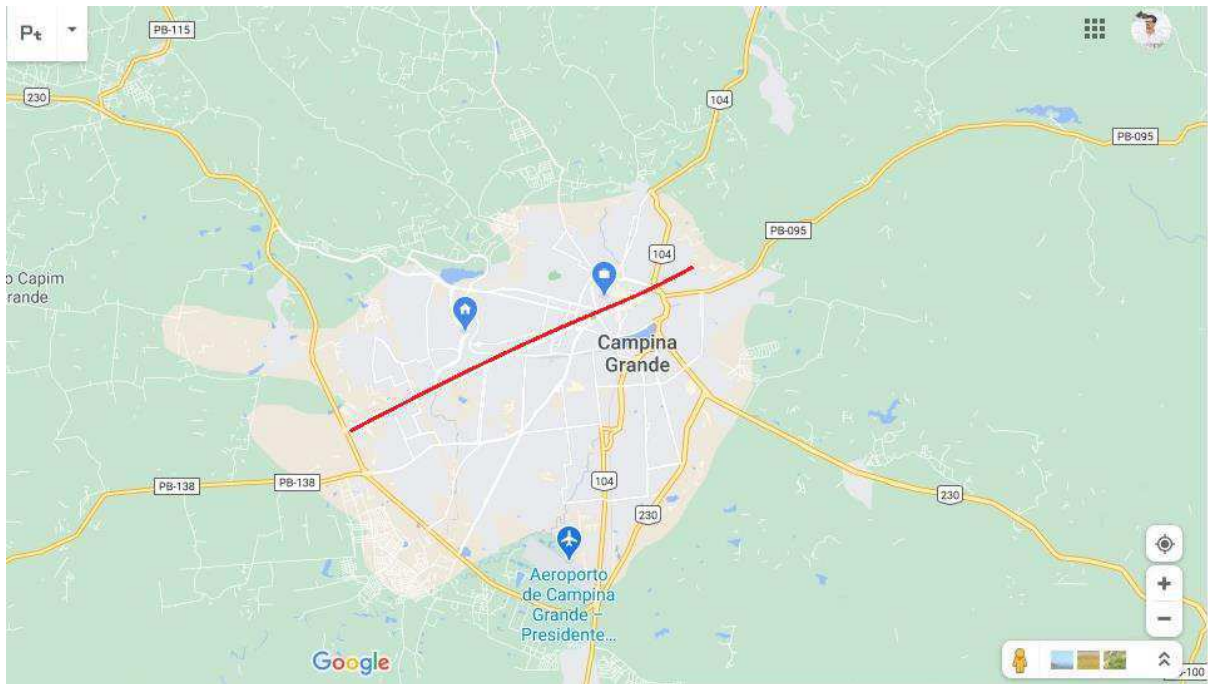 Pt
PB-115
230
104
PB-095
PB-095
104
o Capim
rande
Campina
Grande
PB-138
PB-138
104
230
230
Aeroporto
de Campina
Grande –
Presidente...
Google
-100